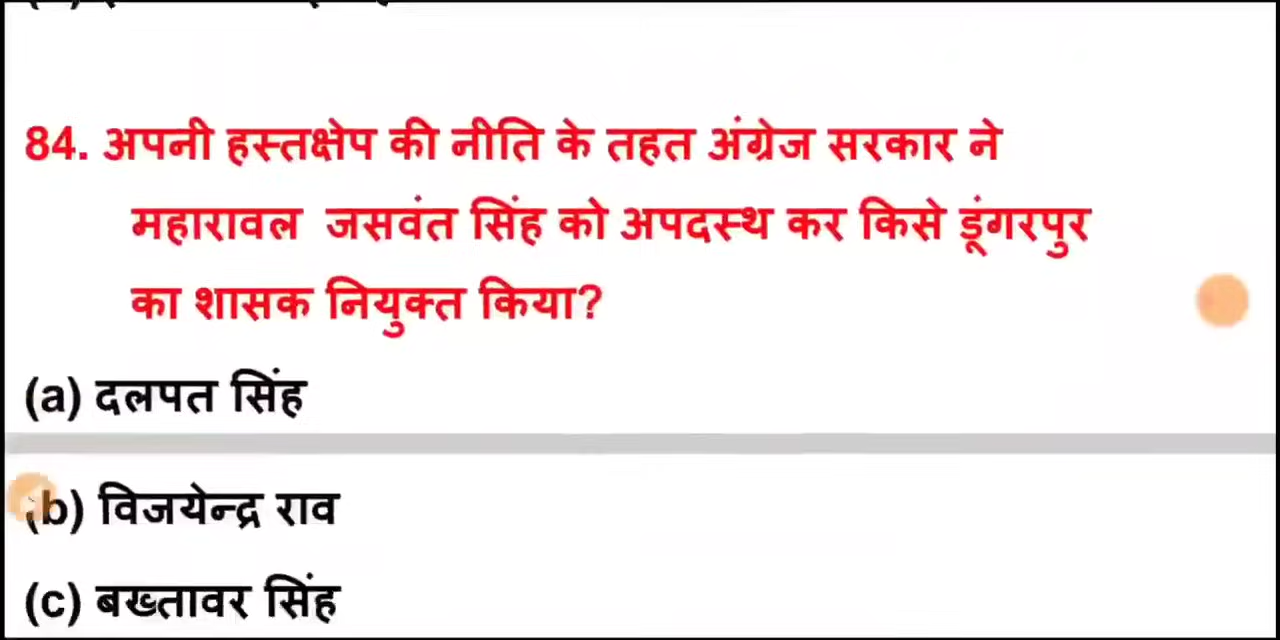 84. अपनी हस्तक्षेप की नीति के तहत अंग्रेज सरकार ने
महारावल जसवंत सिंह को अपदस्थ कर किसे डूंगरपुर
का शासक नियुक्त किया?
(a) दलपत सिंह
(b) विजयेन्द्र राव
(c) बख्तावर सिंह